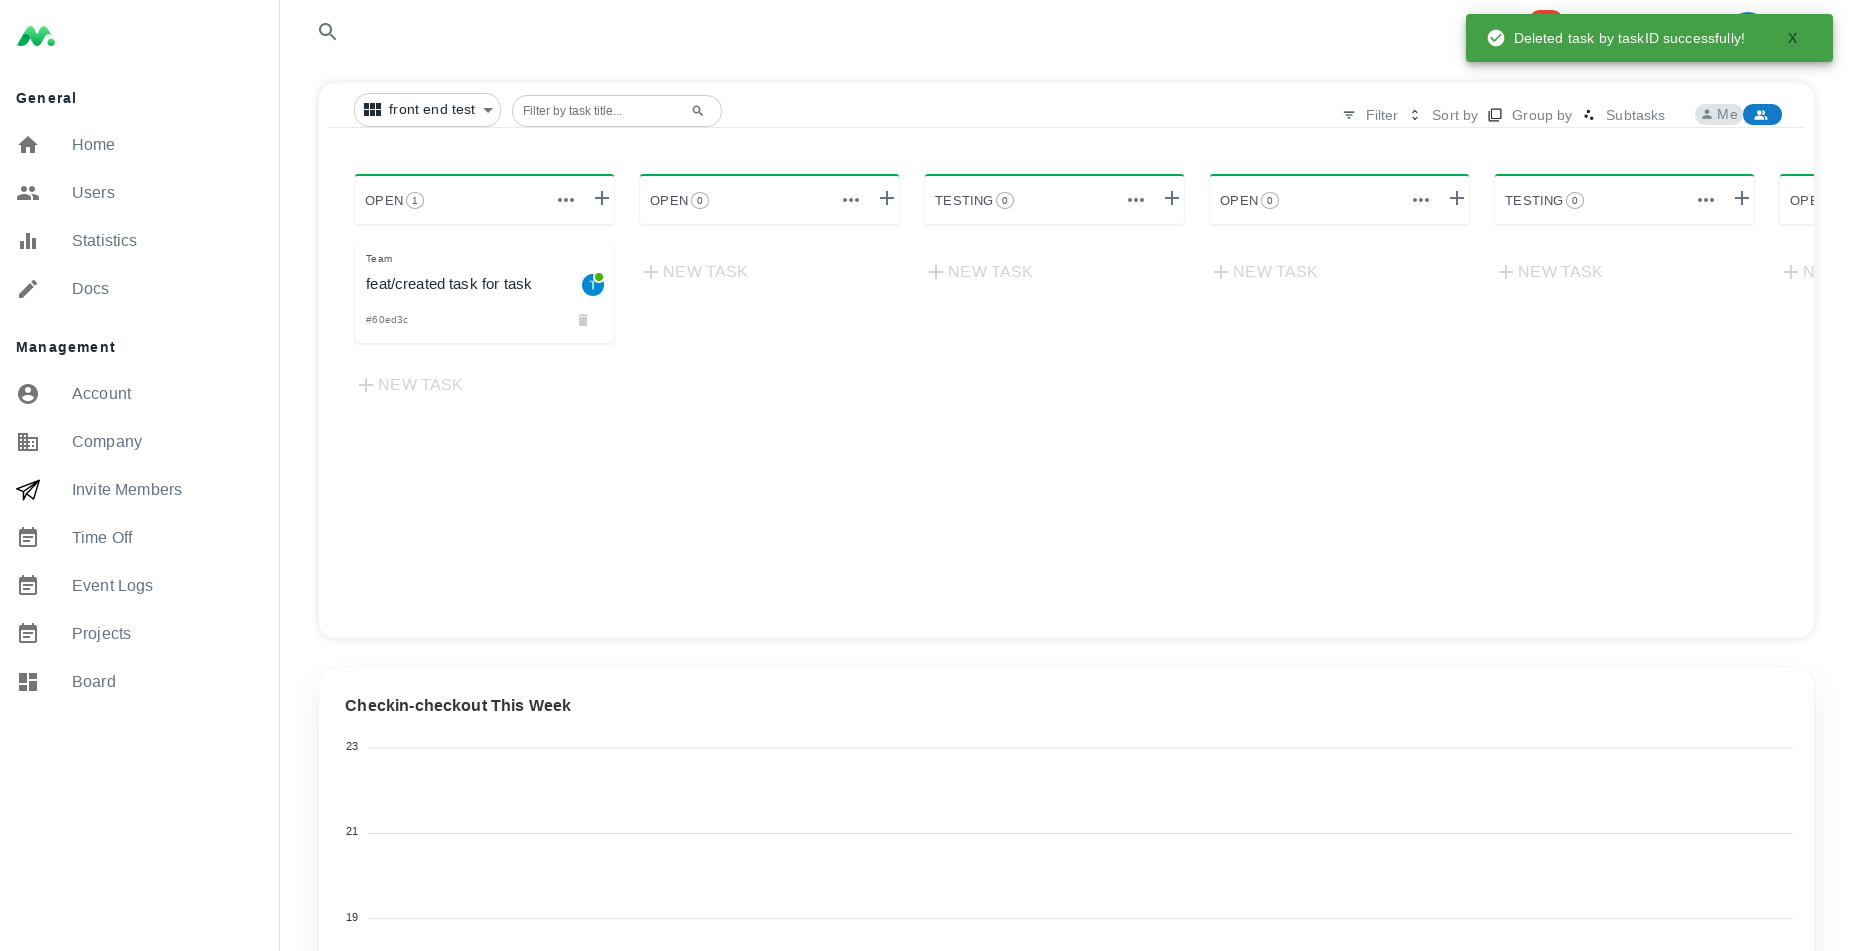 Deleted task by taskID successfully!
X
General
Home
Users
Statistics
Docs
Management
Account
Company
Invite Members
Time Off
Event Logs
Projects
Board
front end test
Filter by task title...
Filter
Sort by
Group by
Subtasks
Me
OPEN 1
OPEN 0
TESTING 0
OPEN 0
TESTING 0
Team
feat/created task for task
T
#60ed3c
NEW TASK
NEW TASK
NEW TASK
NEW TASK
NEW TASK
Checkin-checkout This Week
23
21
19